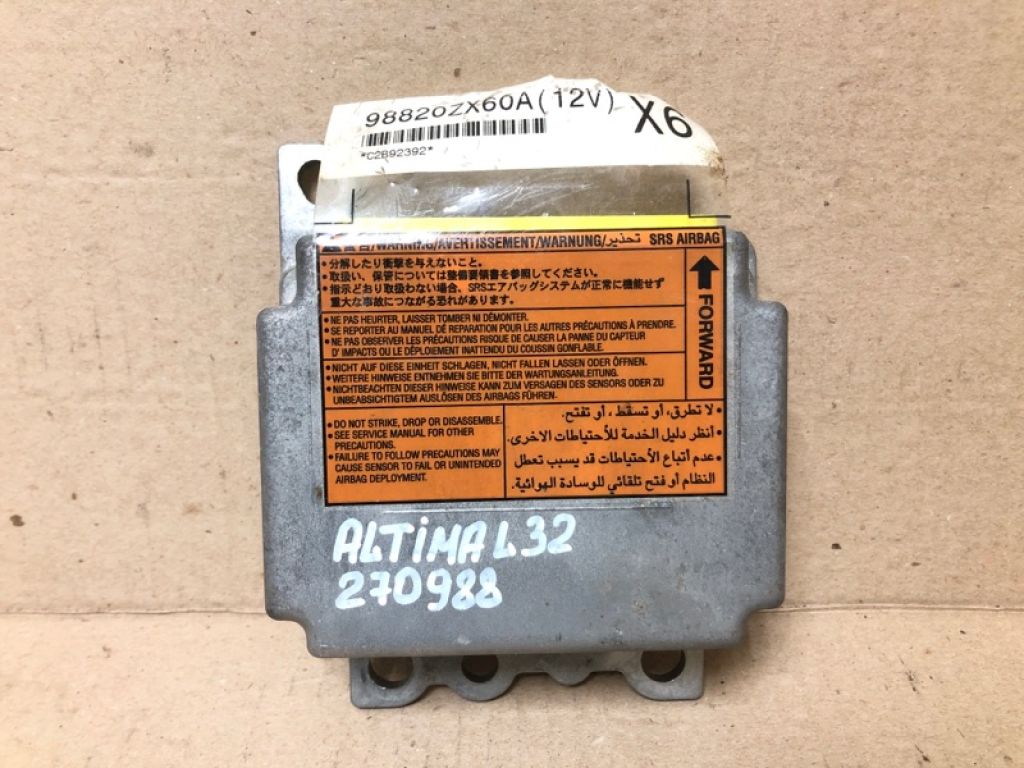 98820ZX60A(12V) X6
*C2B92392*
警告/WARNING/AVERTISSEMENT/WARNUNG/تحذير SRS AIRBAG
• 分解したり衝撃を与えないこと。
• 取扱い、保管については整備要領書を参照してください。
• 指示どおり取扱わない場合、SRSエアバッグシステムが正常に機能せず
重大な事故につながる恐れがあります。
FORWARD
• NE PAS HEURTER, LAISSER TOMBER NI DÉMONTER.
• SE REPORTER AU MANUEL DE REPARATION POUR LES AUTRES PRÉCAUTIONS À PRENDRE.
• NE PAS OBSERVER LES PRÉCAUTIONS RISQUE DE CAUSER LA PANNE DU CAPTEUR
D' IMPACTS OU LE DÉPLOIEMENT INATTENDU DU COUSSIN GONFLABLE.
• NICHT AUF DIESE EINHEIT SCHLAGEN, NICHT FALLEN LASSEN ODER ÖFFNEN.
• WEITERE HINWEISE ENTNEHMEN SIE BITTE DER WARTUNGSANLEITUNG.
• NICHTBEACHTEN DIESER HINWEISE KANN ZUM VERSAGEN DES SENSORS ODER ZU
UNBEABSICHTIGTEM AUSLÖSEN DES AIRBAGS FÜHREN.
• DO NOT STRIKE, DROP OR DISASSEMBLE.
• SEE SERVICE MANUAL FOR OTHER
PRECAUTIONS.
• FAILURE TO FOLLOW PRECAUTIONS MAY
CAUSE SENSOR TO FAIL OR UNINTENDED
AIRBAG DEPLOYMENT.
• لا تطرق، أو تسقط، أو تفتح.
• أنظر دليل الخدمة للأحتياطات الاخرى.
• عدم أتباع الأحتياطات قد يسبب تعطل
النظام أو فتح تلقائي للوسادة الهوائية.
ALTIMA L32
270988